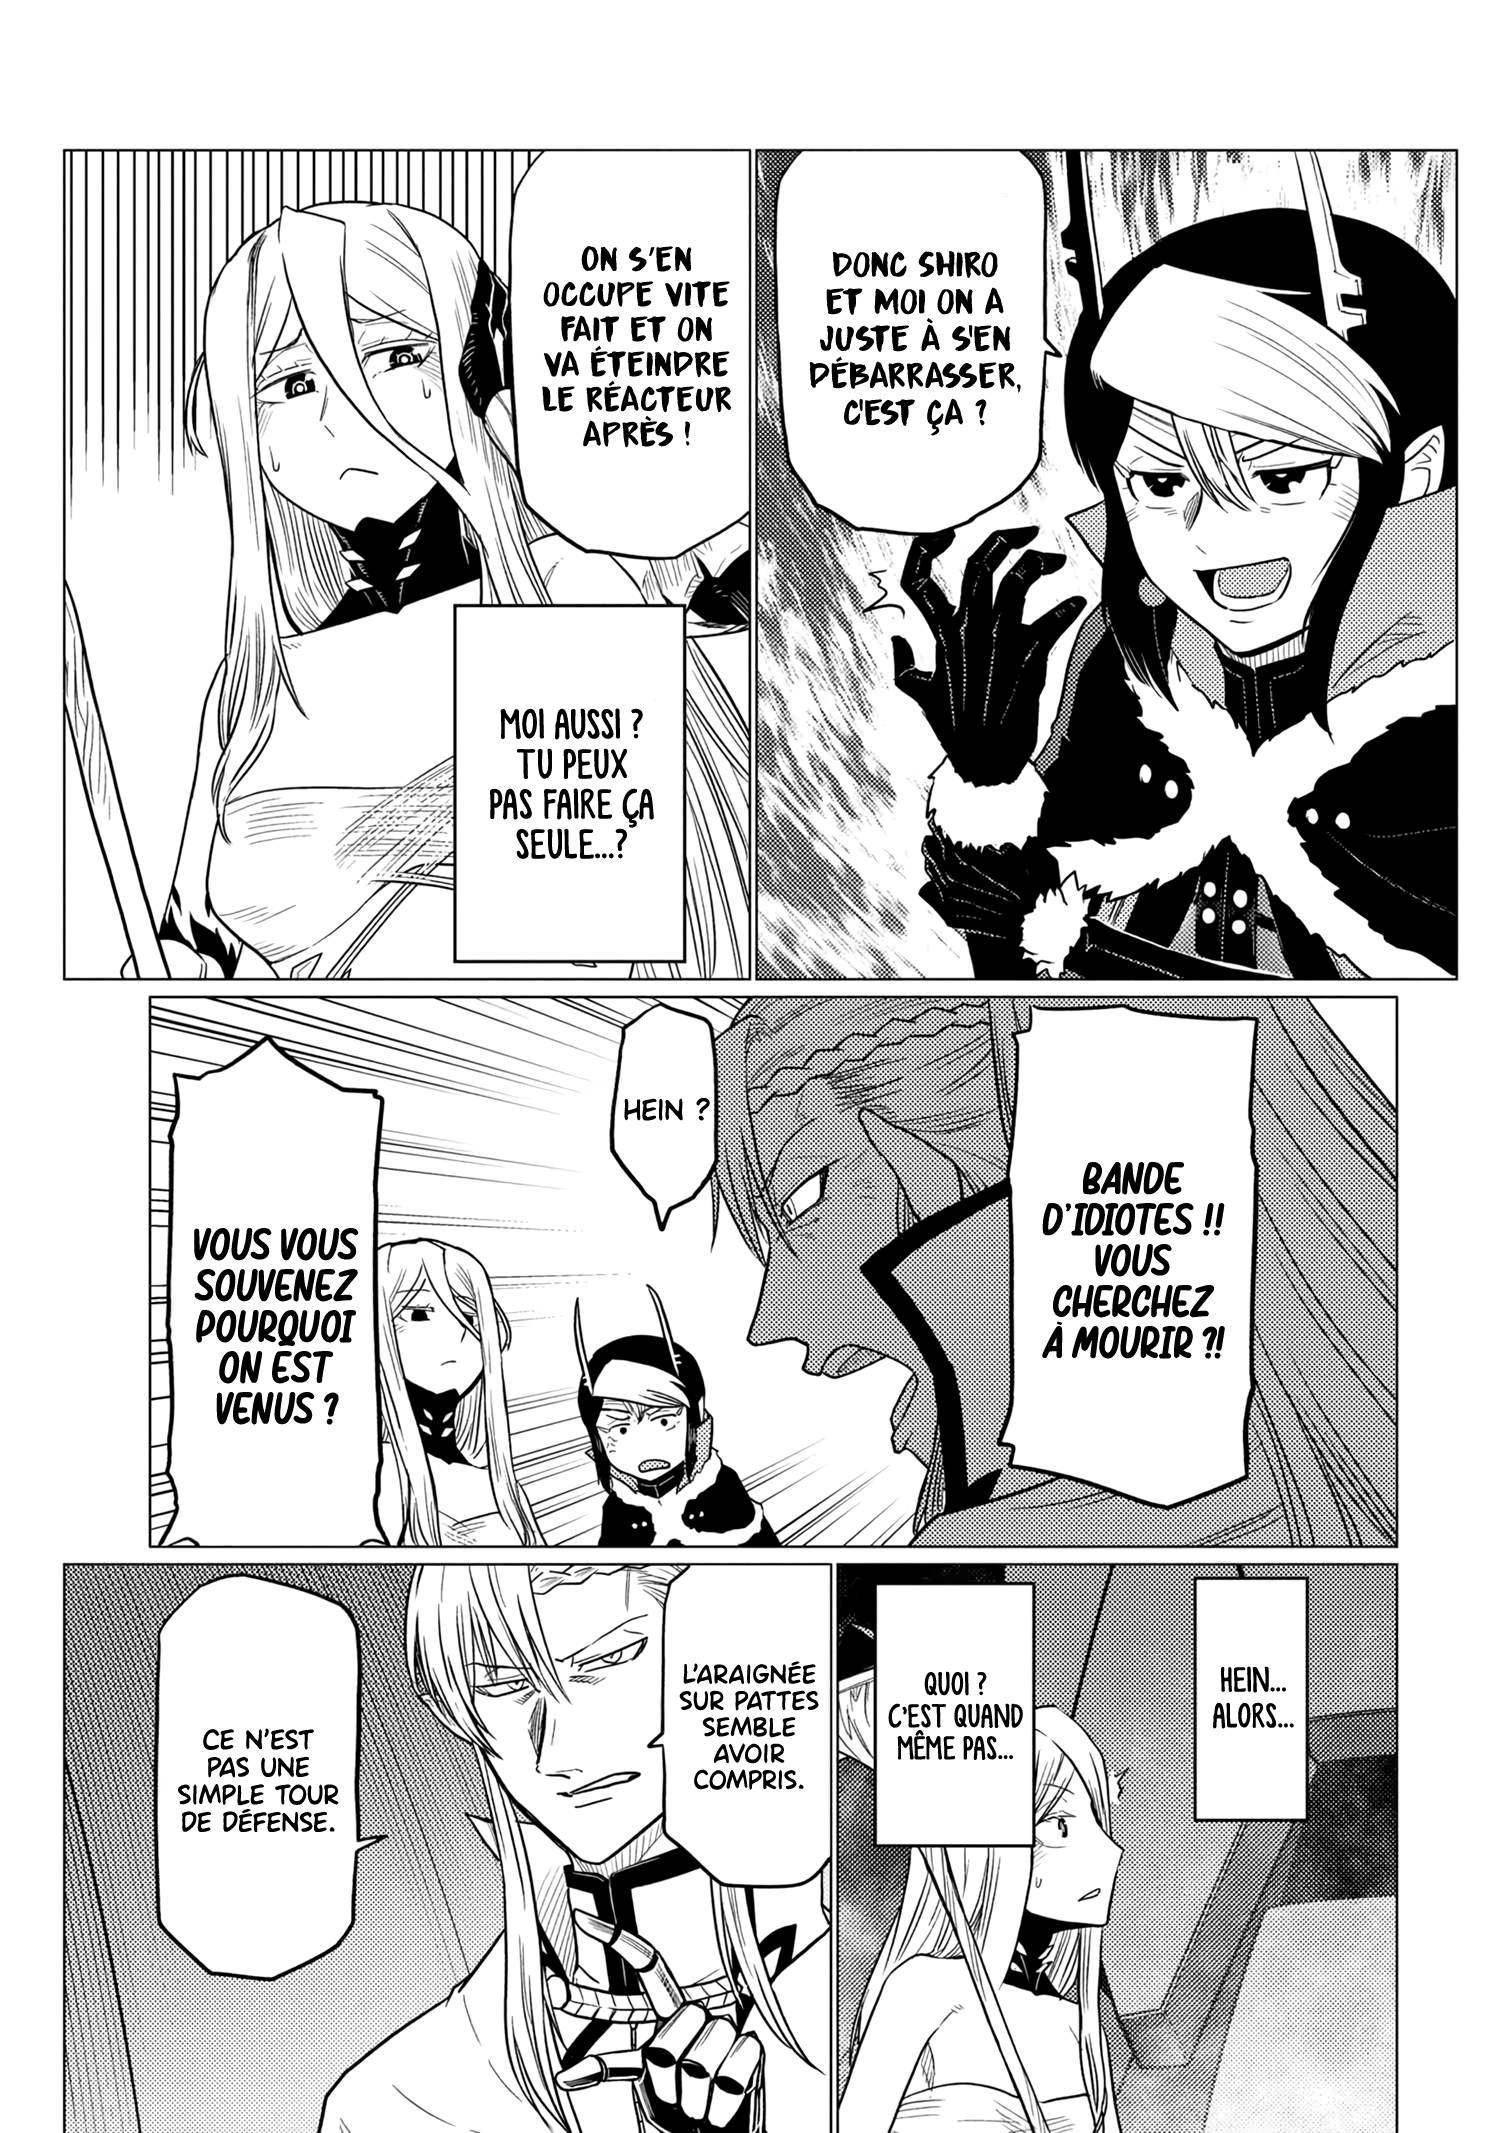 DONC SHIRO
ET MOI ON A
JUSTE À S'EN
DÉBARRASSER,
C'EST ÇA ?
ON S'EN
OCCUPE VITE
FAIT ET ON
VA ÉTEINDRE
LE RÉACTEUR
APRÈS !
MOI AUSSI ?
TU PEUX
PAS FAIRE ÇA
SEULE...?
BANDE
D'IDIOTES !!
VOUS
CHERCHEZ
À MOURIR ?!
HEIN ?
VOUS VOUS
SOUVENEZ
POURQUOI
ON EST
VENUS ?
HEIN...
ALORS...
QUOI ?
C'EST QUAND
MÊME PAS...
L'ARAIGNÉE
SUR PATTES
SEMBLE
AVOIR
COMPRIS.
CE N'EST
PAS UNE
SIMPLE TOUR
DE DÉFENSE.